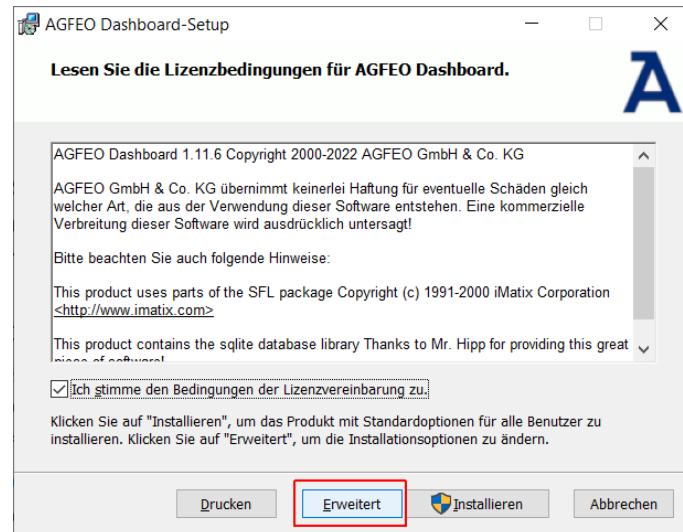 AGFEO Dashboard-Setup
Lesen Sie die Lizenzbedingungen für AGFEO Dashboard.
A
AGFEO Dashboard 1.11.6 Copyright 2000-2022 AGFEO GmbH & Co. KG
AGFEO GmbH & Co. KG übernimmt keinerlei Haftung für eventuelle Schäden gleich
welcher Art, die aus der Verwendung dieser Software entstehen. Eine kommerzielle
Verbreitung dieser Software wird ausdrücklich untersagt!
Bitte beachten Sie auch folgende Hinweise:
This product uses parts of the SFL package Copyright (c) 1991-2000 iMatix Corporation
<http://www.imatix.com>
This product contains the sqlite database library Thanks to Mr. Hipp for providing this great
piece of software!
Ich stimme den Bedingungen der Lizenzvereinbarung zu.
Klicken Sie auf "Installieren", um das Produkt mit Standardoptionen für alle Benutzer zu
installieren. Klicken Sie auf "Erweitert", um die Installationsoptionen zu ändern.
Drucken
Erweitert
Installieren
Abbrechen